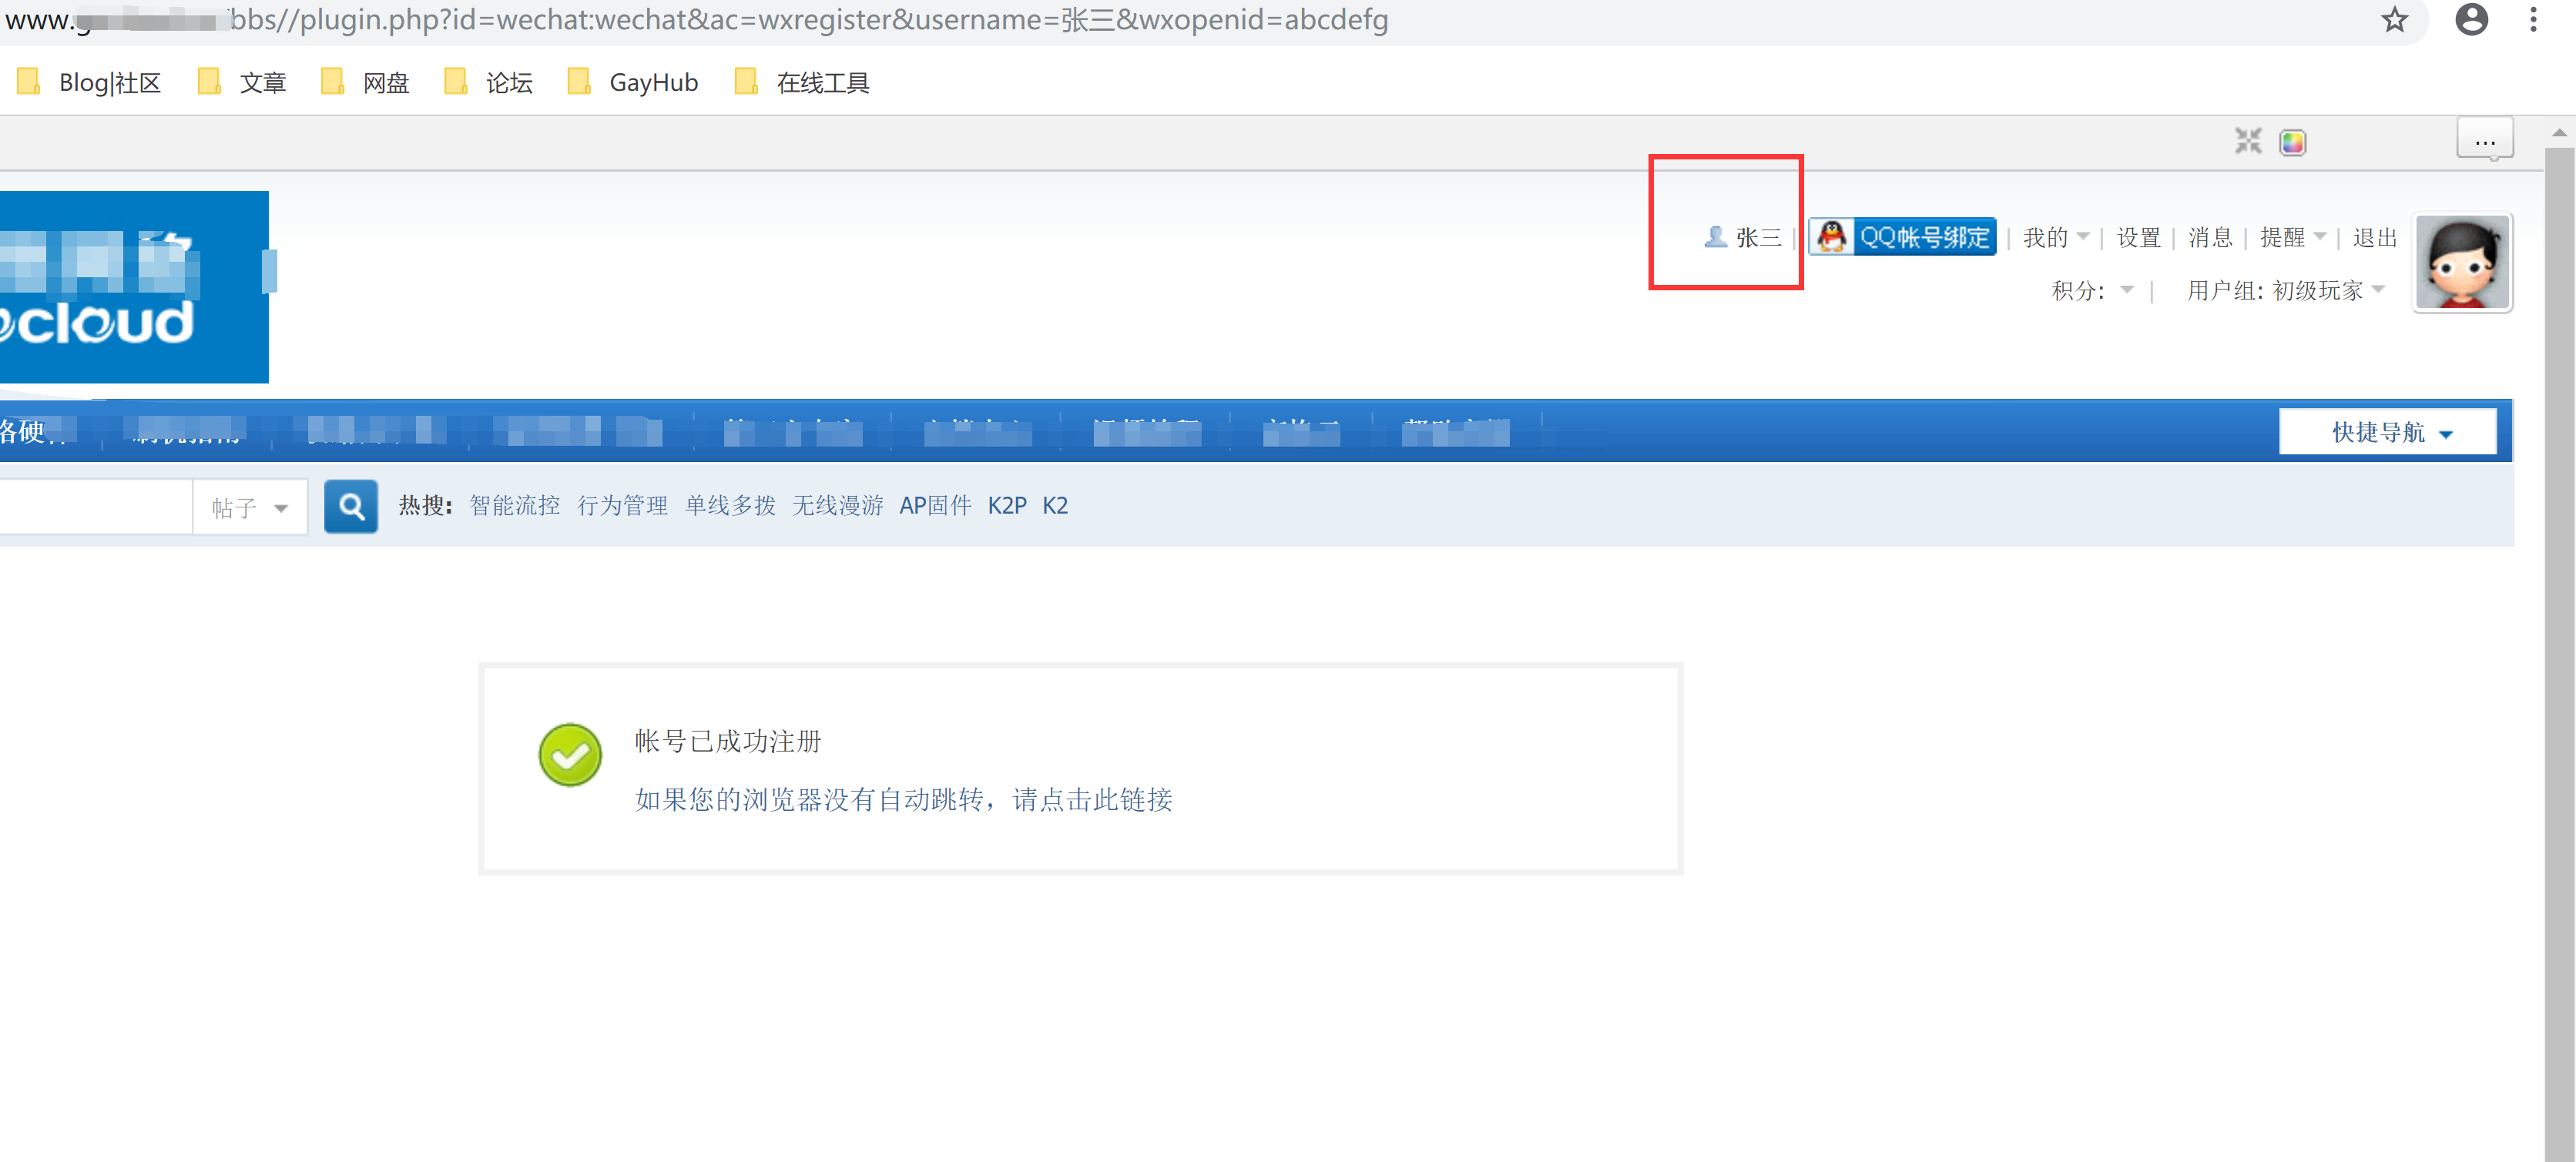 bbs//plugin.php?id=wechat:wechat&ac=wxregister&username=张三&wxopenid=abcdefg
Blog|社区 文章 网盘 论坛 GayHub 在线工具
...
张三 | QQ帐号绑定 | 我的 | 设置 | 消息 | 提醒 | 退出
积分: | 用户组: 初级玩家
cloud
络硬 快捷导航
帖子 热搜: 智能流控 行为管理 单线多拨 无线漫游 AP固件 K2P K2
帐号已成功注册
如果您的浏览器没有自动跳转，请点击此链接